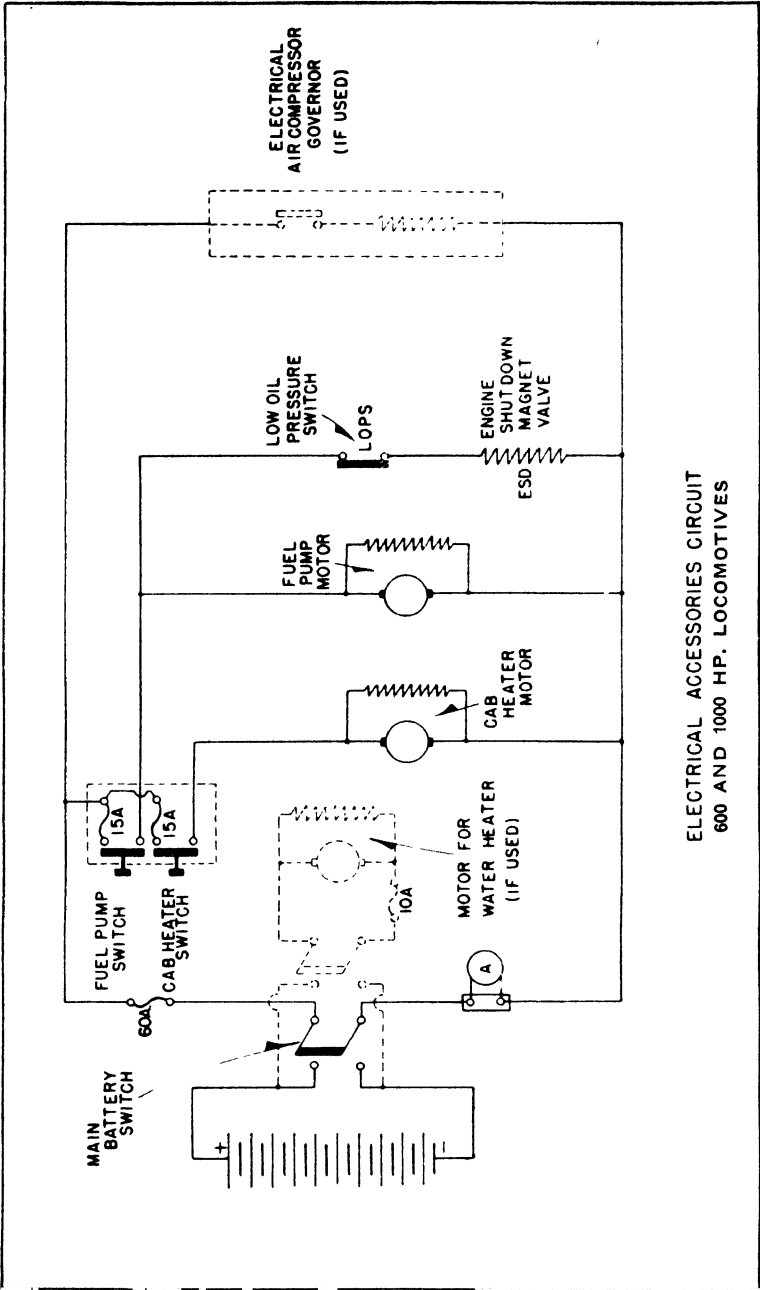 ELECTRICAL
AIR COMPRESSOR
GOVERNOR
(IF USED)
LOW OIL
PRESSURE
SWITCH
LOPS
ENGINE
SHUTDOWN
MAGNET
VALVE
ESD
FUEL
PUMP
MOTOR
CAB
HEATER
MOTOR
15A
15A
FUEL PUMP
SWITCH
CAB HEATER
SWITCH
MOTOR FOR
WATER HEATER
(IF USED)
10A
60A
A
MAIN
BATTERY
SWITCH
+
-
ELECTRICAL ACCESSORIES CIRCUIT
600 AND 1000 HP. LOCOMOTIVES